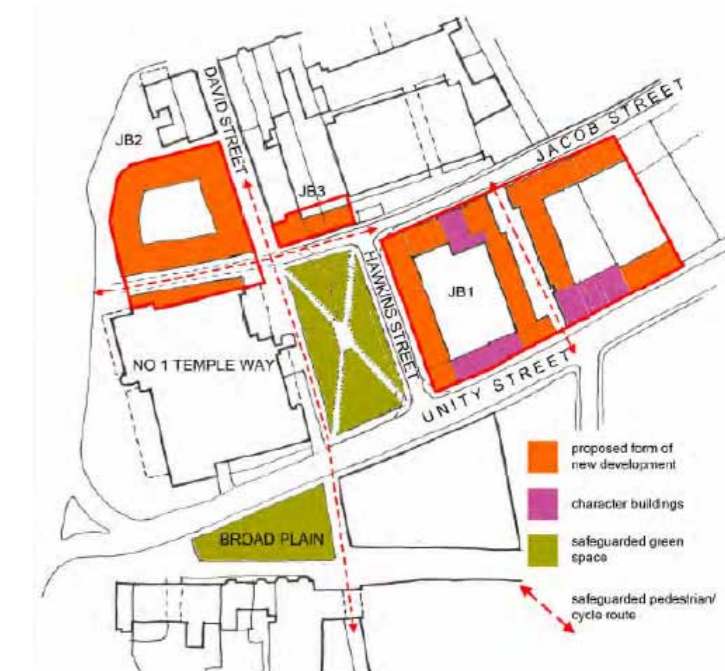 DAVID STREET
JB2
JB3
JACOB STREET
HAWKINS STREET
JB1
NO 1 TEMPLE WAY
UNITY STREET
BROAD PLAIN
proposed form of
new development
character buildings
safeguarded green
space
safeguarded pedestrian/
cycle route